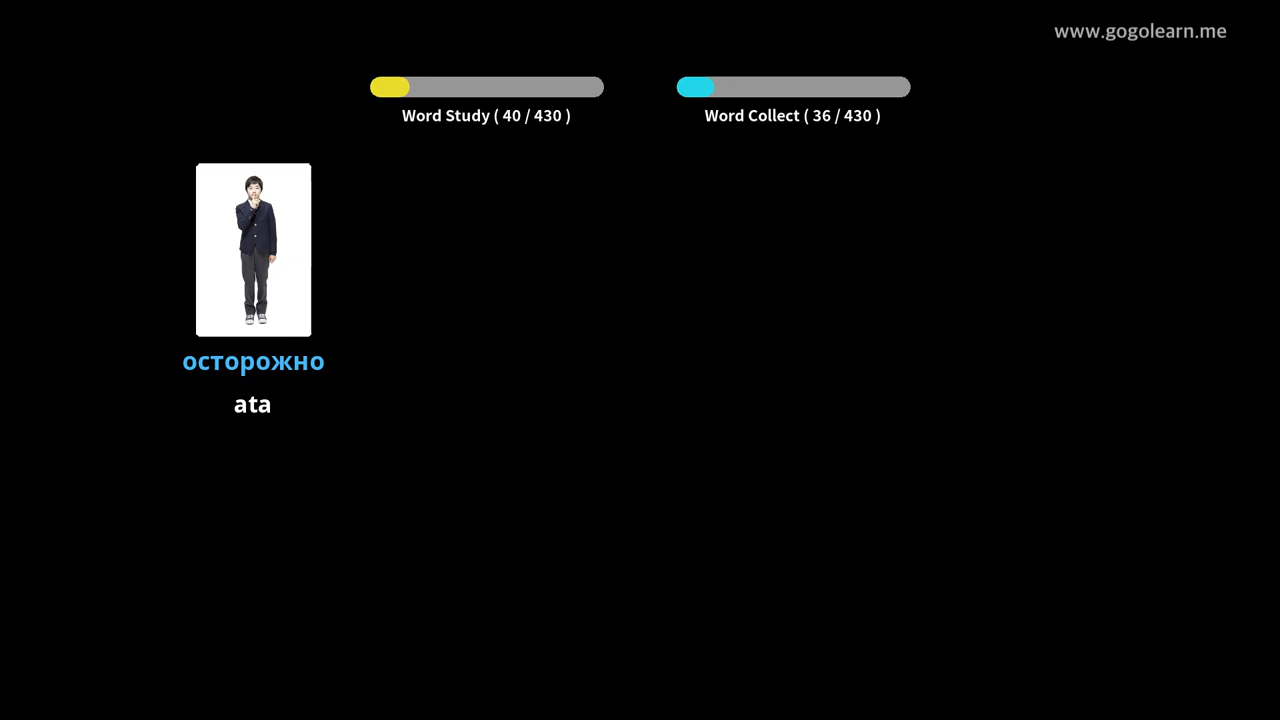 www.gogolearn.me
Word Study ( 40 / 430 )
Word Collect ( 36 / 430 )
осторожно
ata